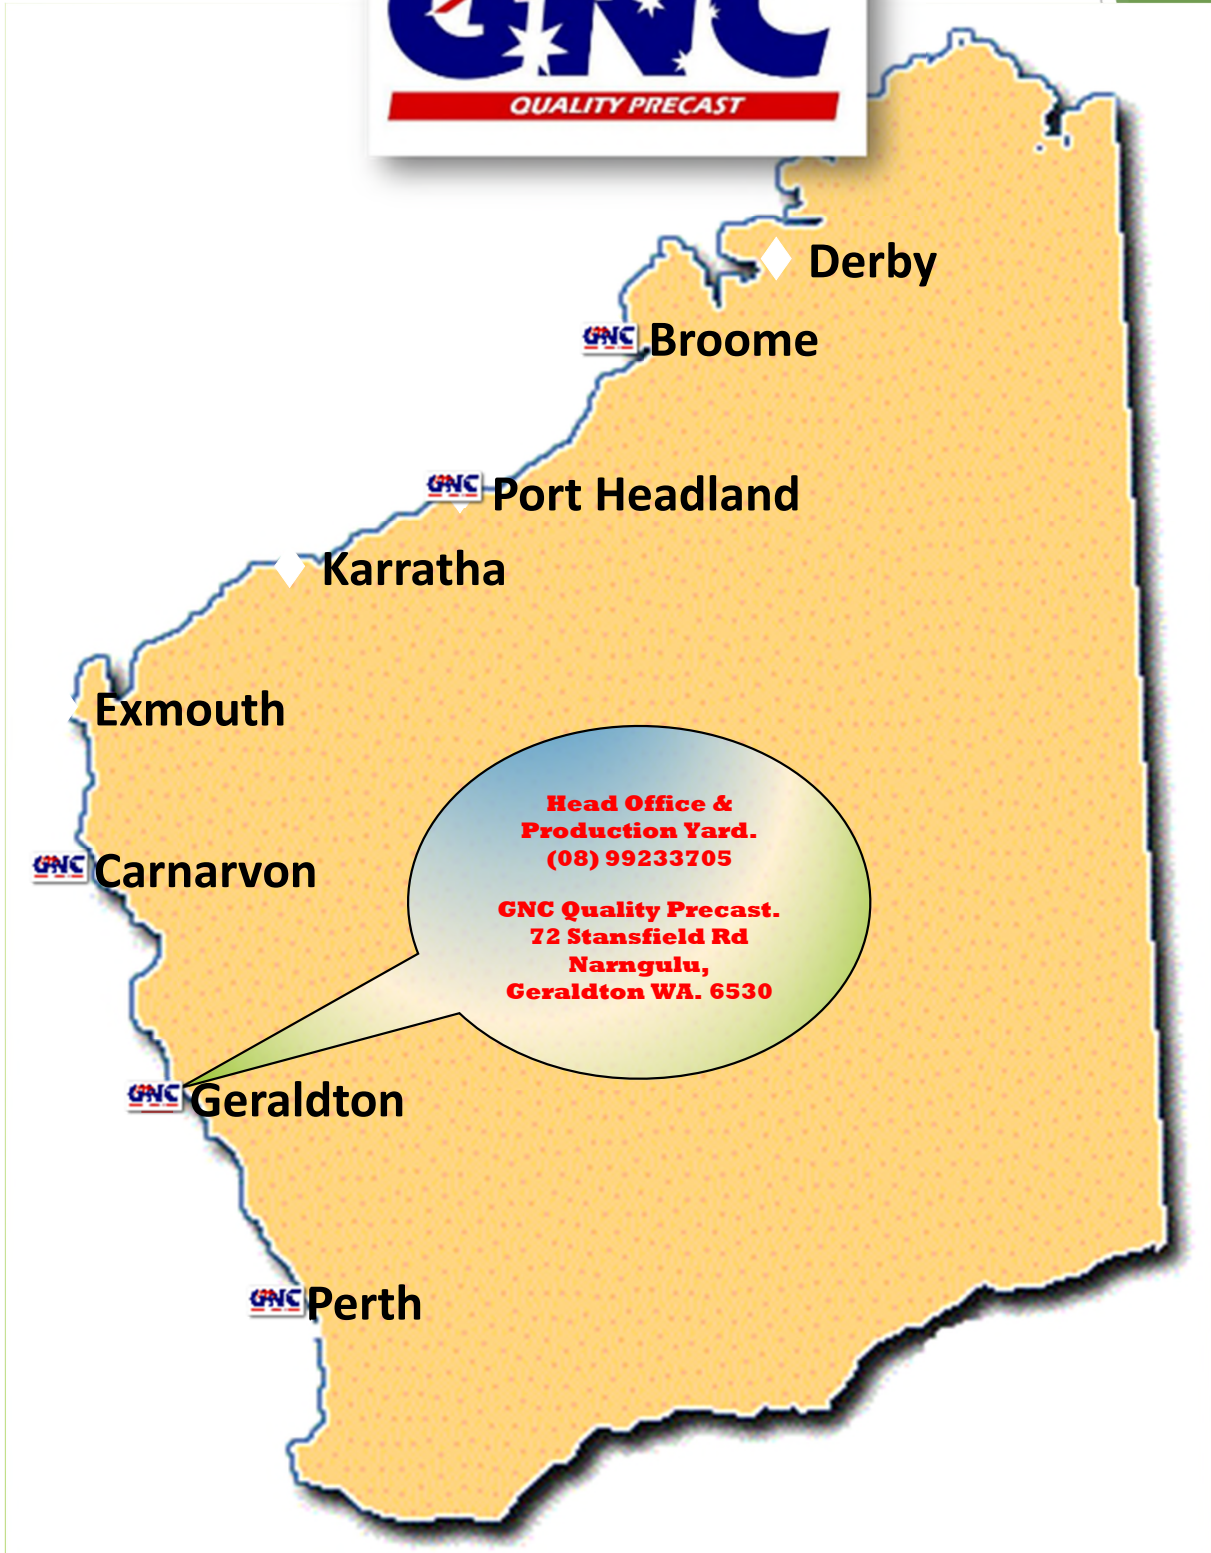 GNC
QUALITY PRECAST
Derby
GNC Broome
GNC Port Headland
Karratha
Exmouth
Head Office &
Production Yard.
(08) 99233705
GNC Carnarvon
GNC Quality Precast.
72 Stansfield Rd
Narngulu,
Geraldton WA. 6530
GNC Geraldton
GNC Perth